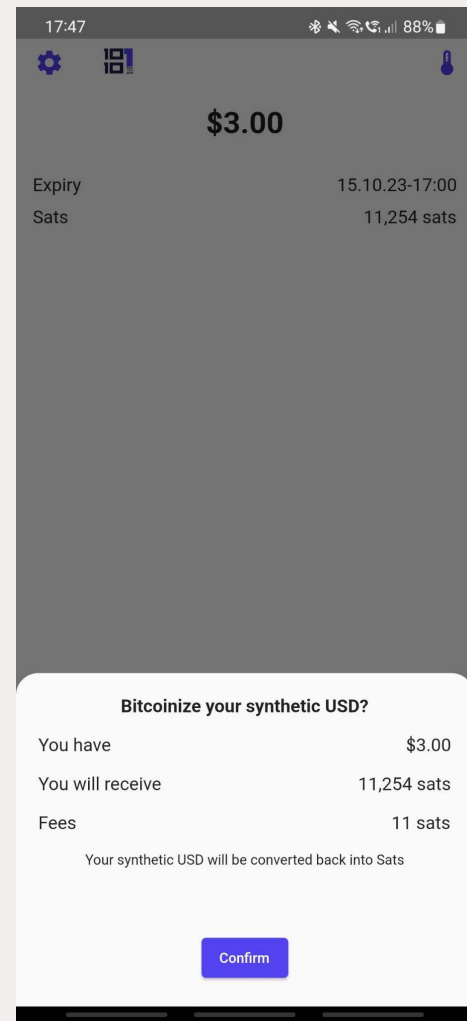 17:47 88%
$3.00
Expiry 15.10.23-17:00
Sats 11,254 sats
Bitcoinize your synthetic USD?
You have $3.00
You will receive 11,254 sats
Fees 11 sats
Your synthetic USD will be converted back into Sats
Confirm